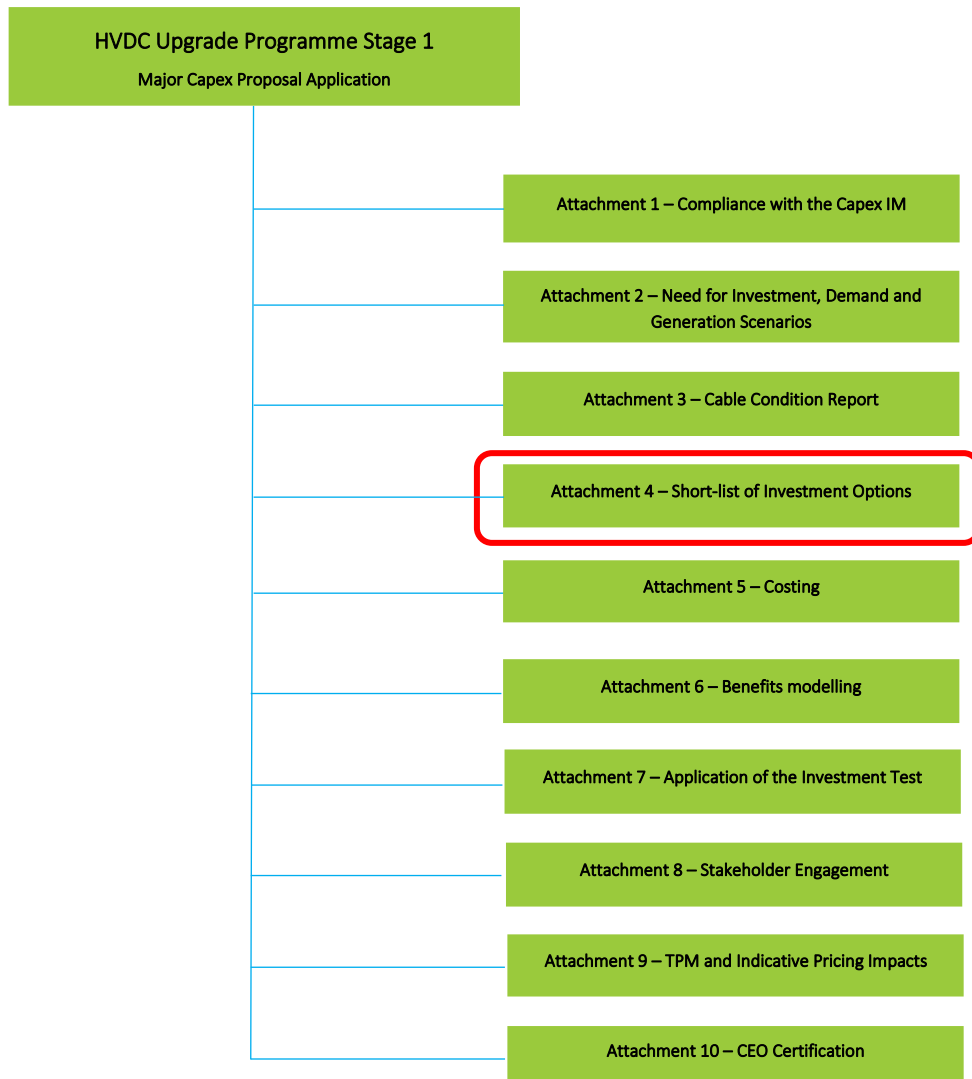 HVDC Upgrade Programme Stage 1
Major Capex Proposal Application
Attachment 1 – Compliance with the Capex IM
Attachment 2 – Need for Investment, Demand and
Generation Scenarios
Attachment 3 – Cable Condition Report
Attachment 4 – Short-list of Investment Options
Attachment 5 – Costing
Attachment 6 – Benefits modelling
Attachment 7 – Application of the Investment Test
Attachment 8 – Stakeholder Engagement
Attachment 9 – TPM and Indicative Pricing Impacts
Attachment 10 – CEO Certification